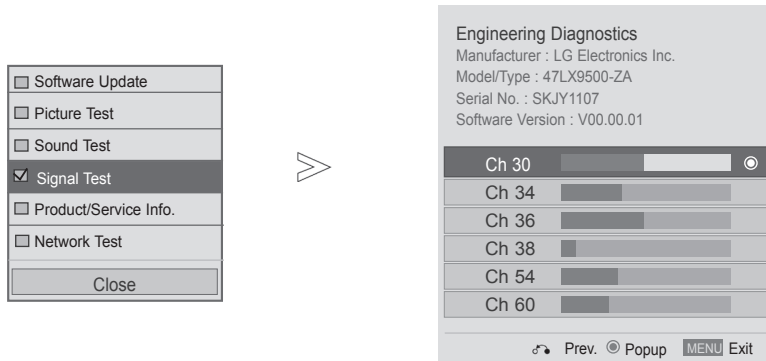 Software Update
Picture Test
Sound Test
Signal Test
Product/Service Info.
Network Test
Close
Engineering Diagnostics
Manufacturer : LG Electronics Inc.
Model/Type : 47LX9500-ZA
Serial No. : SKJY1107
Software Version : V00.00.01
Ch 30
Ch 34
Ch 36
Ch 38
Ch 54
Ch 60
Prev. Popup MENU Exit